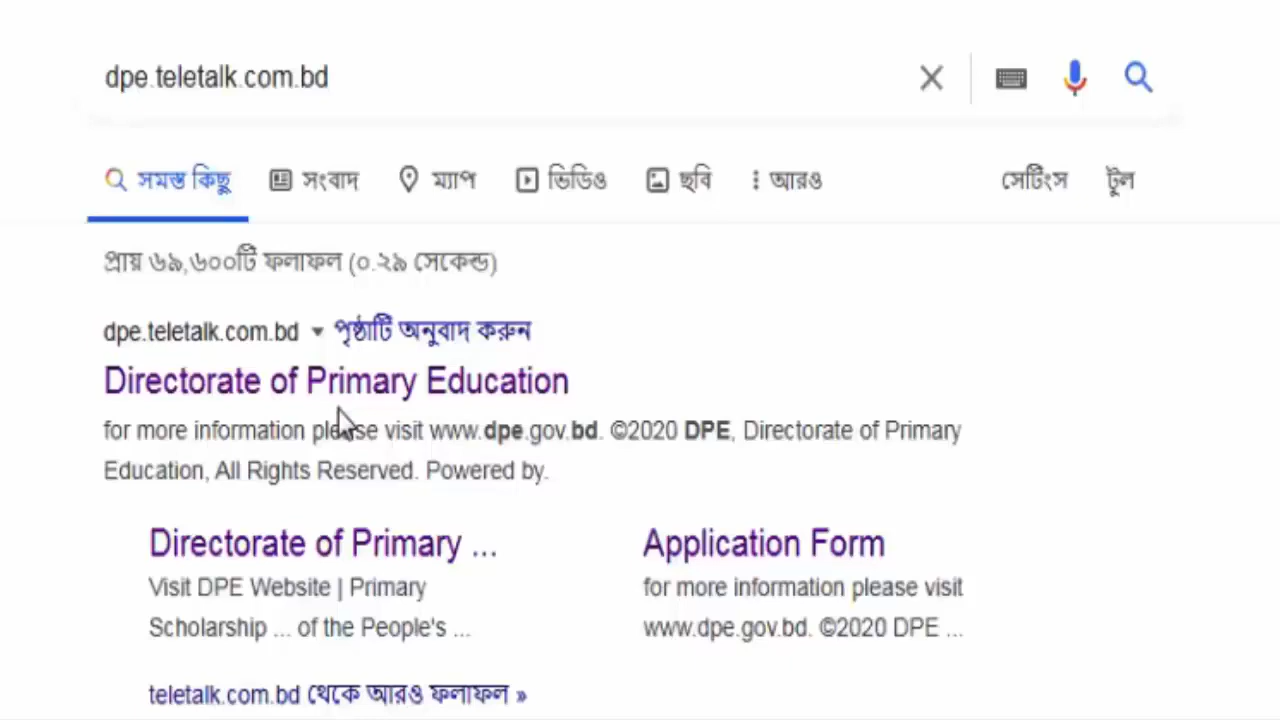 dpe.teletalk.com.bd
সমস্ত কিছু সংবাদ ম্যাপ ভিডিও ছবি আরও সেটিংস টুল
প্রায় ৬৯,৬০০টি ফলাফল (০.২৯ সেকেন্ড)
dpe.teletalk.com.bd পৃষ্ঠাটি অনুবাদ করুন
Directorate of Primary Education
for more information please visit www.dpe.gov.bd. ©2020 DPE, Directorate of Primary
Education, All Rights Reserved. Powered by.
Directorate of Primary ...
Visit DPE Website | Primary
Scholarship ... of the People's ...
Application Form
for more information please visit
www.dpe.gov.bd. ©2020 DPE ...
teletalk.com.bd থেকে আরও ফলাফল »